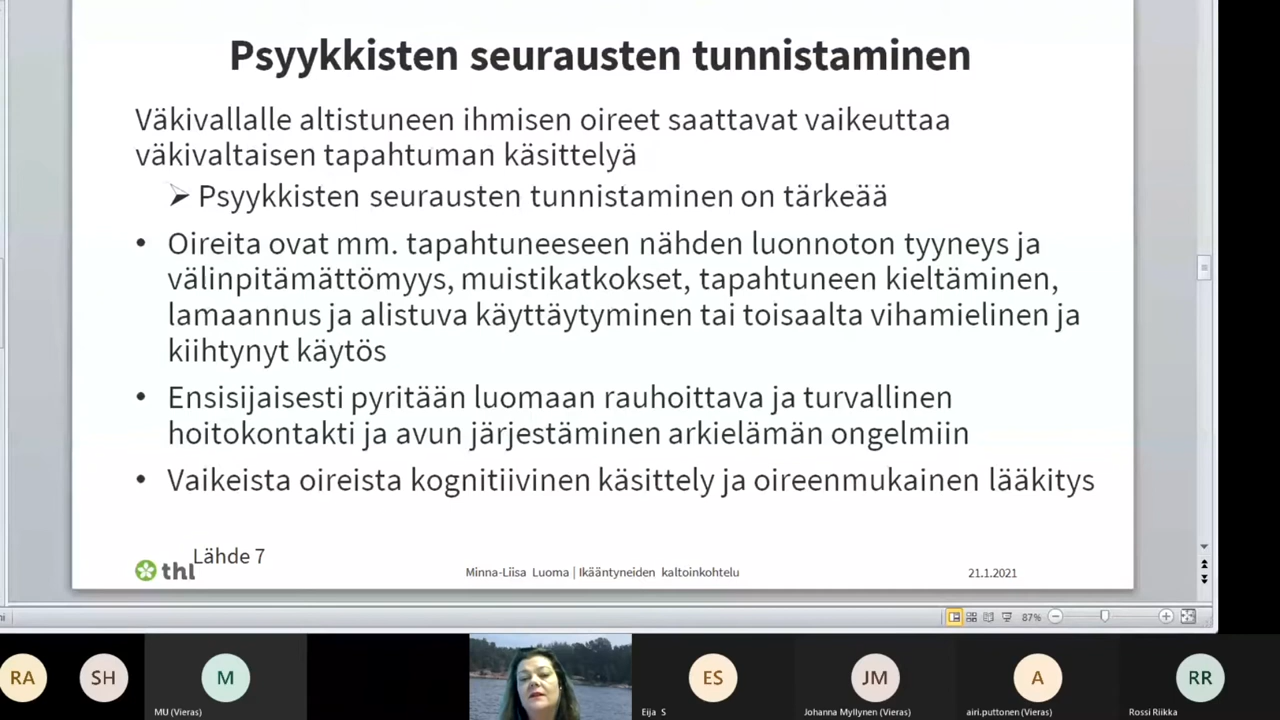 Psyykkisten seurausten tunnistaminen
Väkivallalle altistuneen ihmisen oireet saattavat vaikeuttaa
väkivaltaisen tapahtuman käsittelyä
➢ Psyykkisten seurausten tunnistaminen on tärkeää
• Oireita ovat mm. tapahtuneeseen nähden luonnoton tyyneys ja
välinpitämättömyys, muistikatkokset, tapahtuneen kieltäminen,
lamaannus ja alistuva käyttäytyminen tai toisaalta vihamielinen ja
kiihtynyt käytös
• Ensisijaisesti pyritään luomaan rauhoittava ja turvallinen
hoitokontakti ja avun järjestäminen arkielämän ongelmiin
• Vaikeista oireista kognitiivinen käsittely ja oireenmukainen lääkitys
Lähde 7
thl
Minna-Liisa Luoma | Ikääntyneiden kaltoinkohtelu
21.1.2021
87%
RA
SH
M
ES
JM
A
RR
MU (Vieras)
Eija S
Johanna Myllynen (Vieras)
airi.puttonen (Vieras)
Rossi Riikka